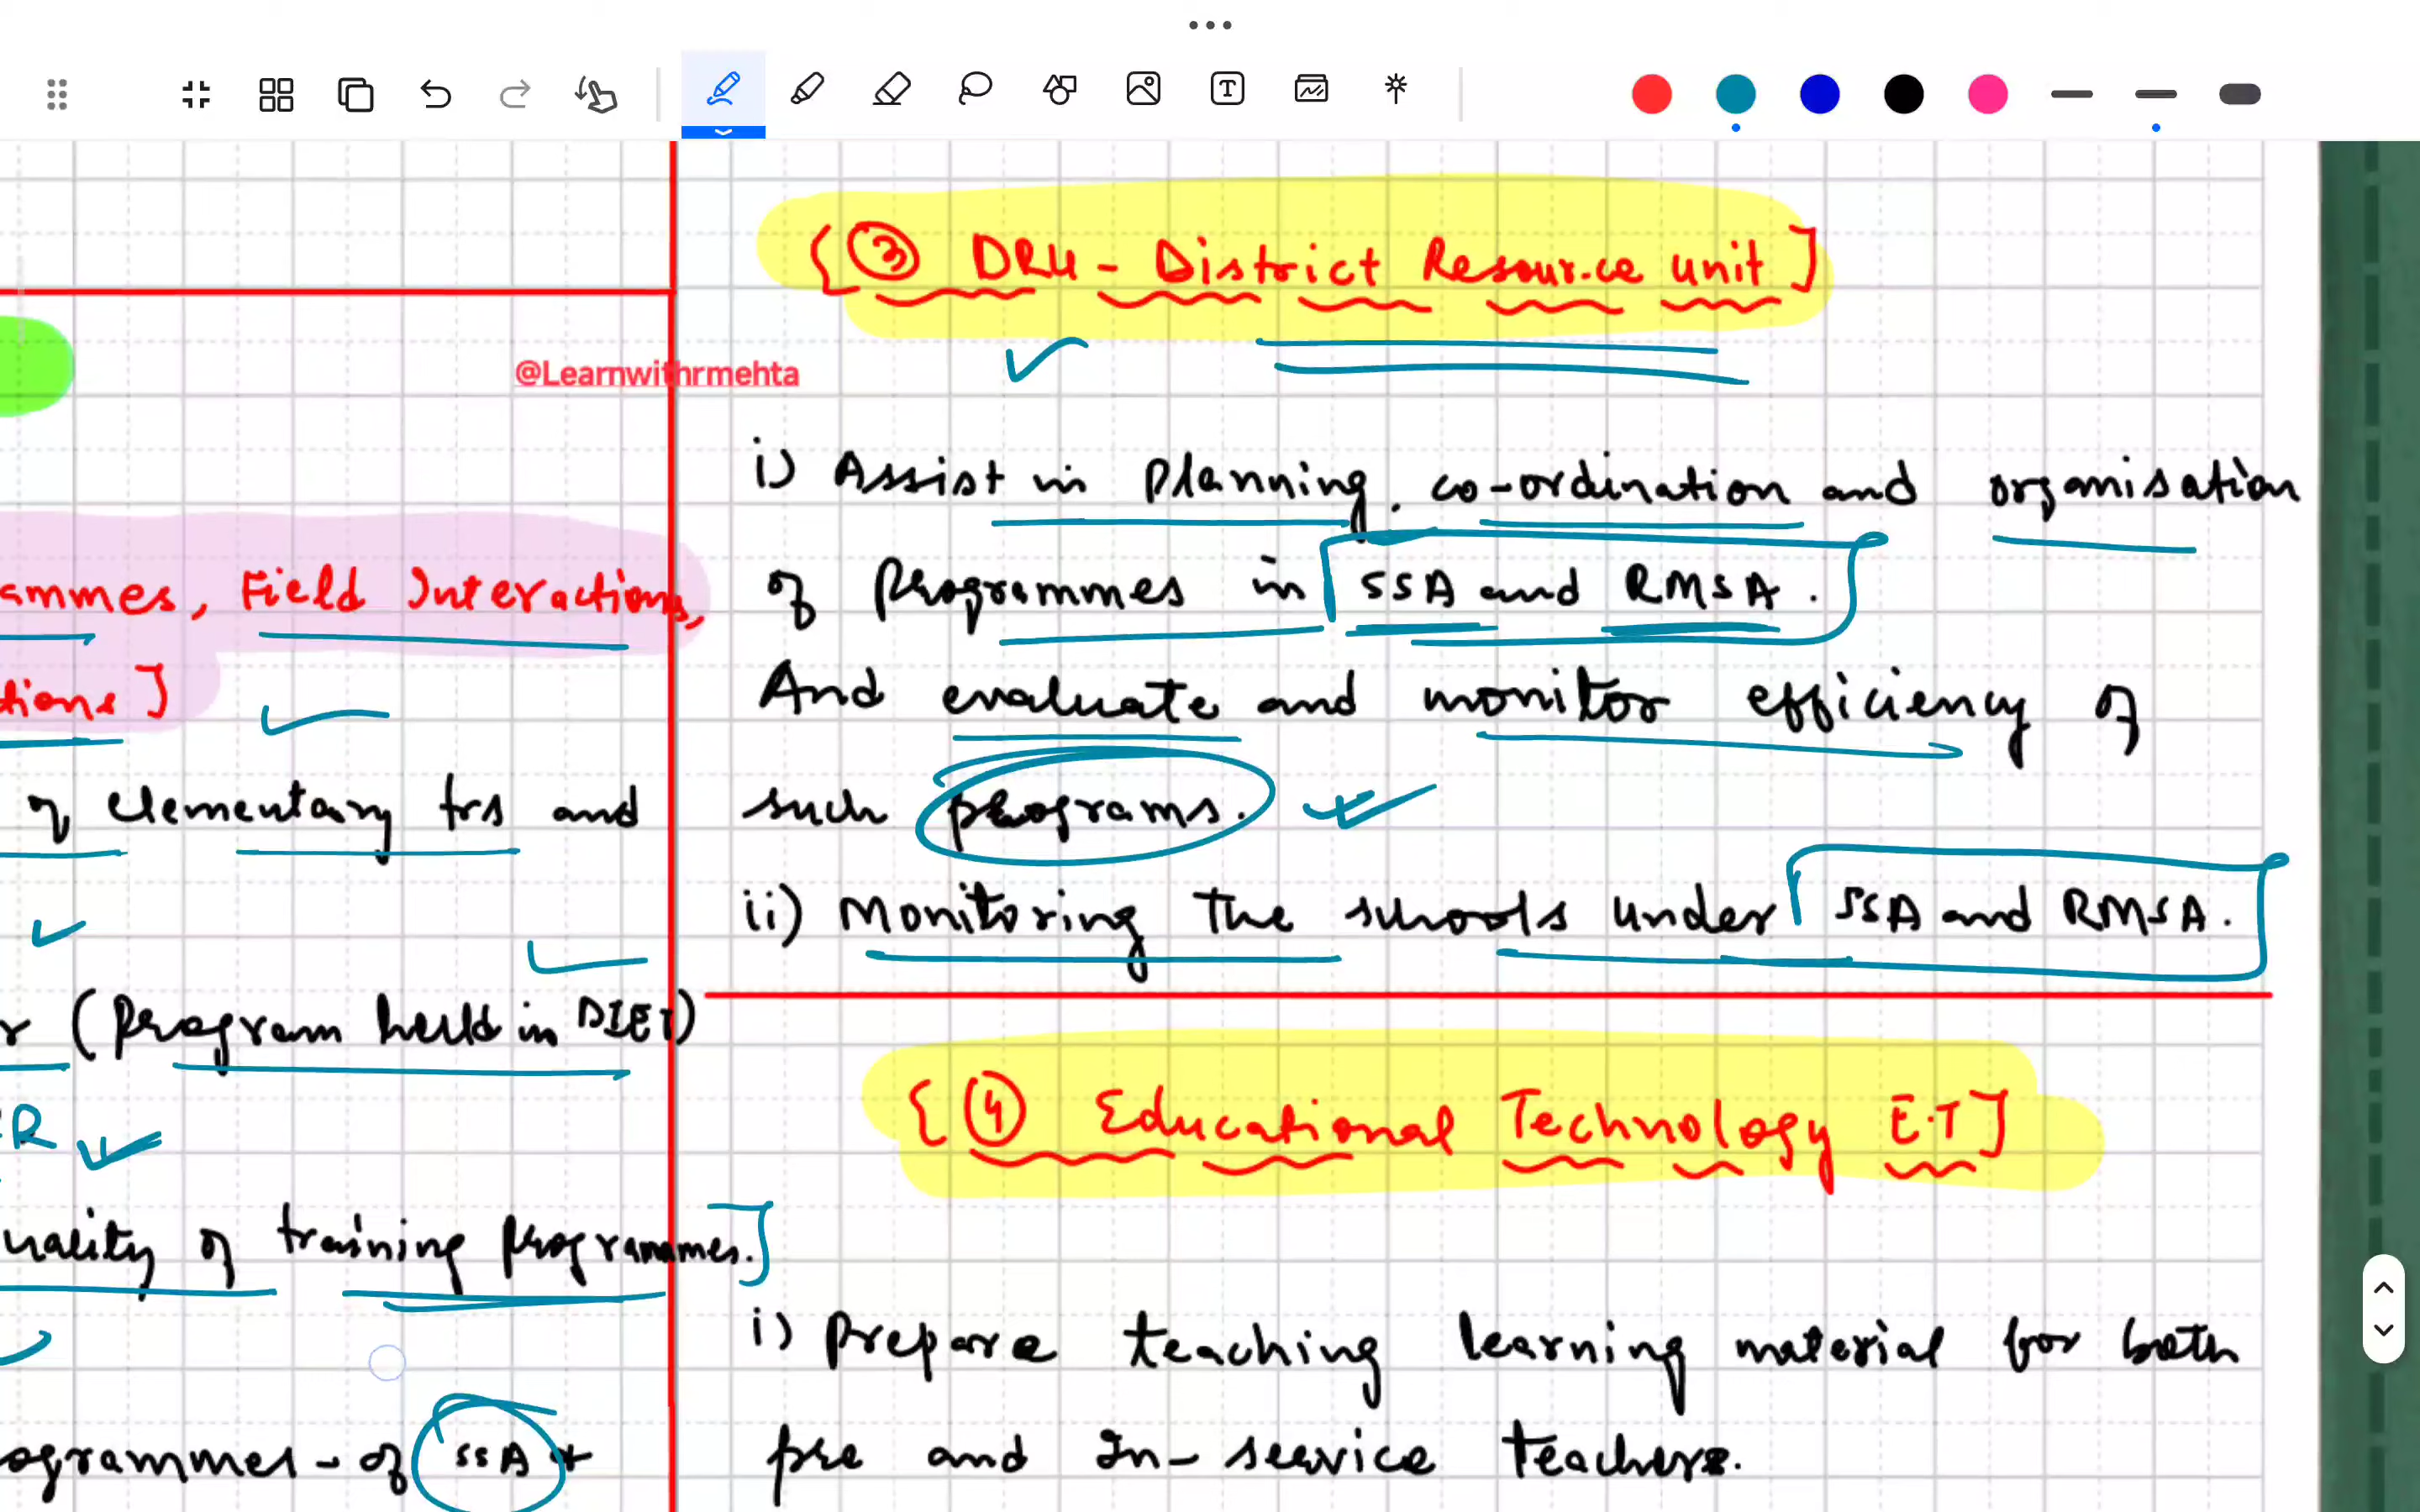 {③ DRU - District Resource unit]
@Learnwithrmehta
i) Assist in planning, co-ordination and organisation
of programmes in SSA and RMSA.
And evaluate and monitor efficiency of
such programs.
ii) Monitoring the schools under SSA and RMSA.
{④ Educational Technology E.T]
i) Prepare teaching learning material for both
pre and In-service teachers.
ammes, Field Interactions,
tions]
of elementary trs and
r (Program held in DIET)
R
uality of training programmes.]
ogrammes - of SSA +